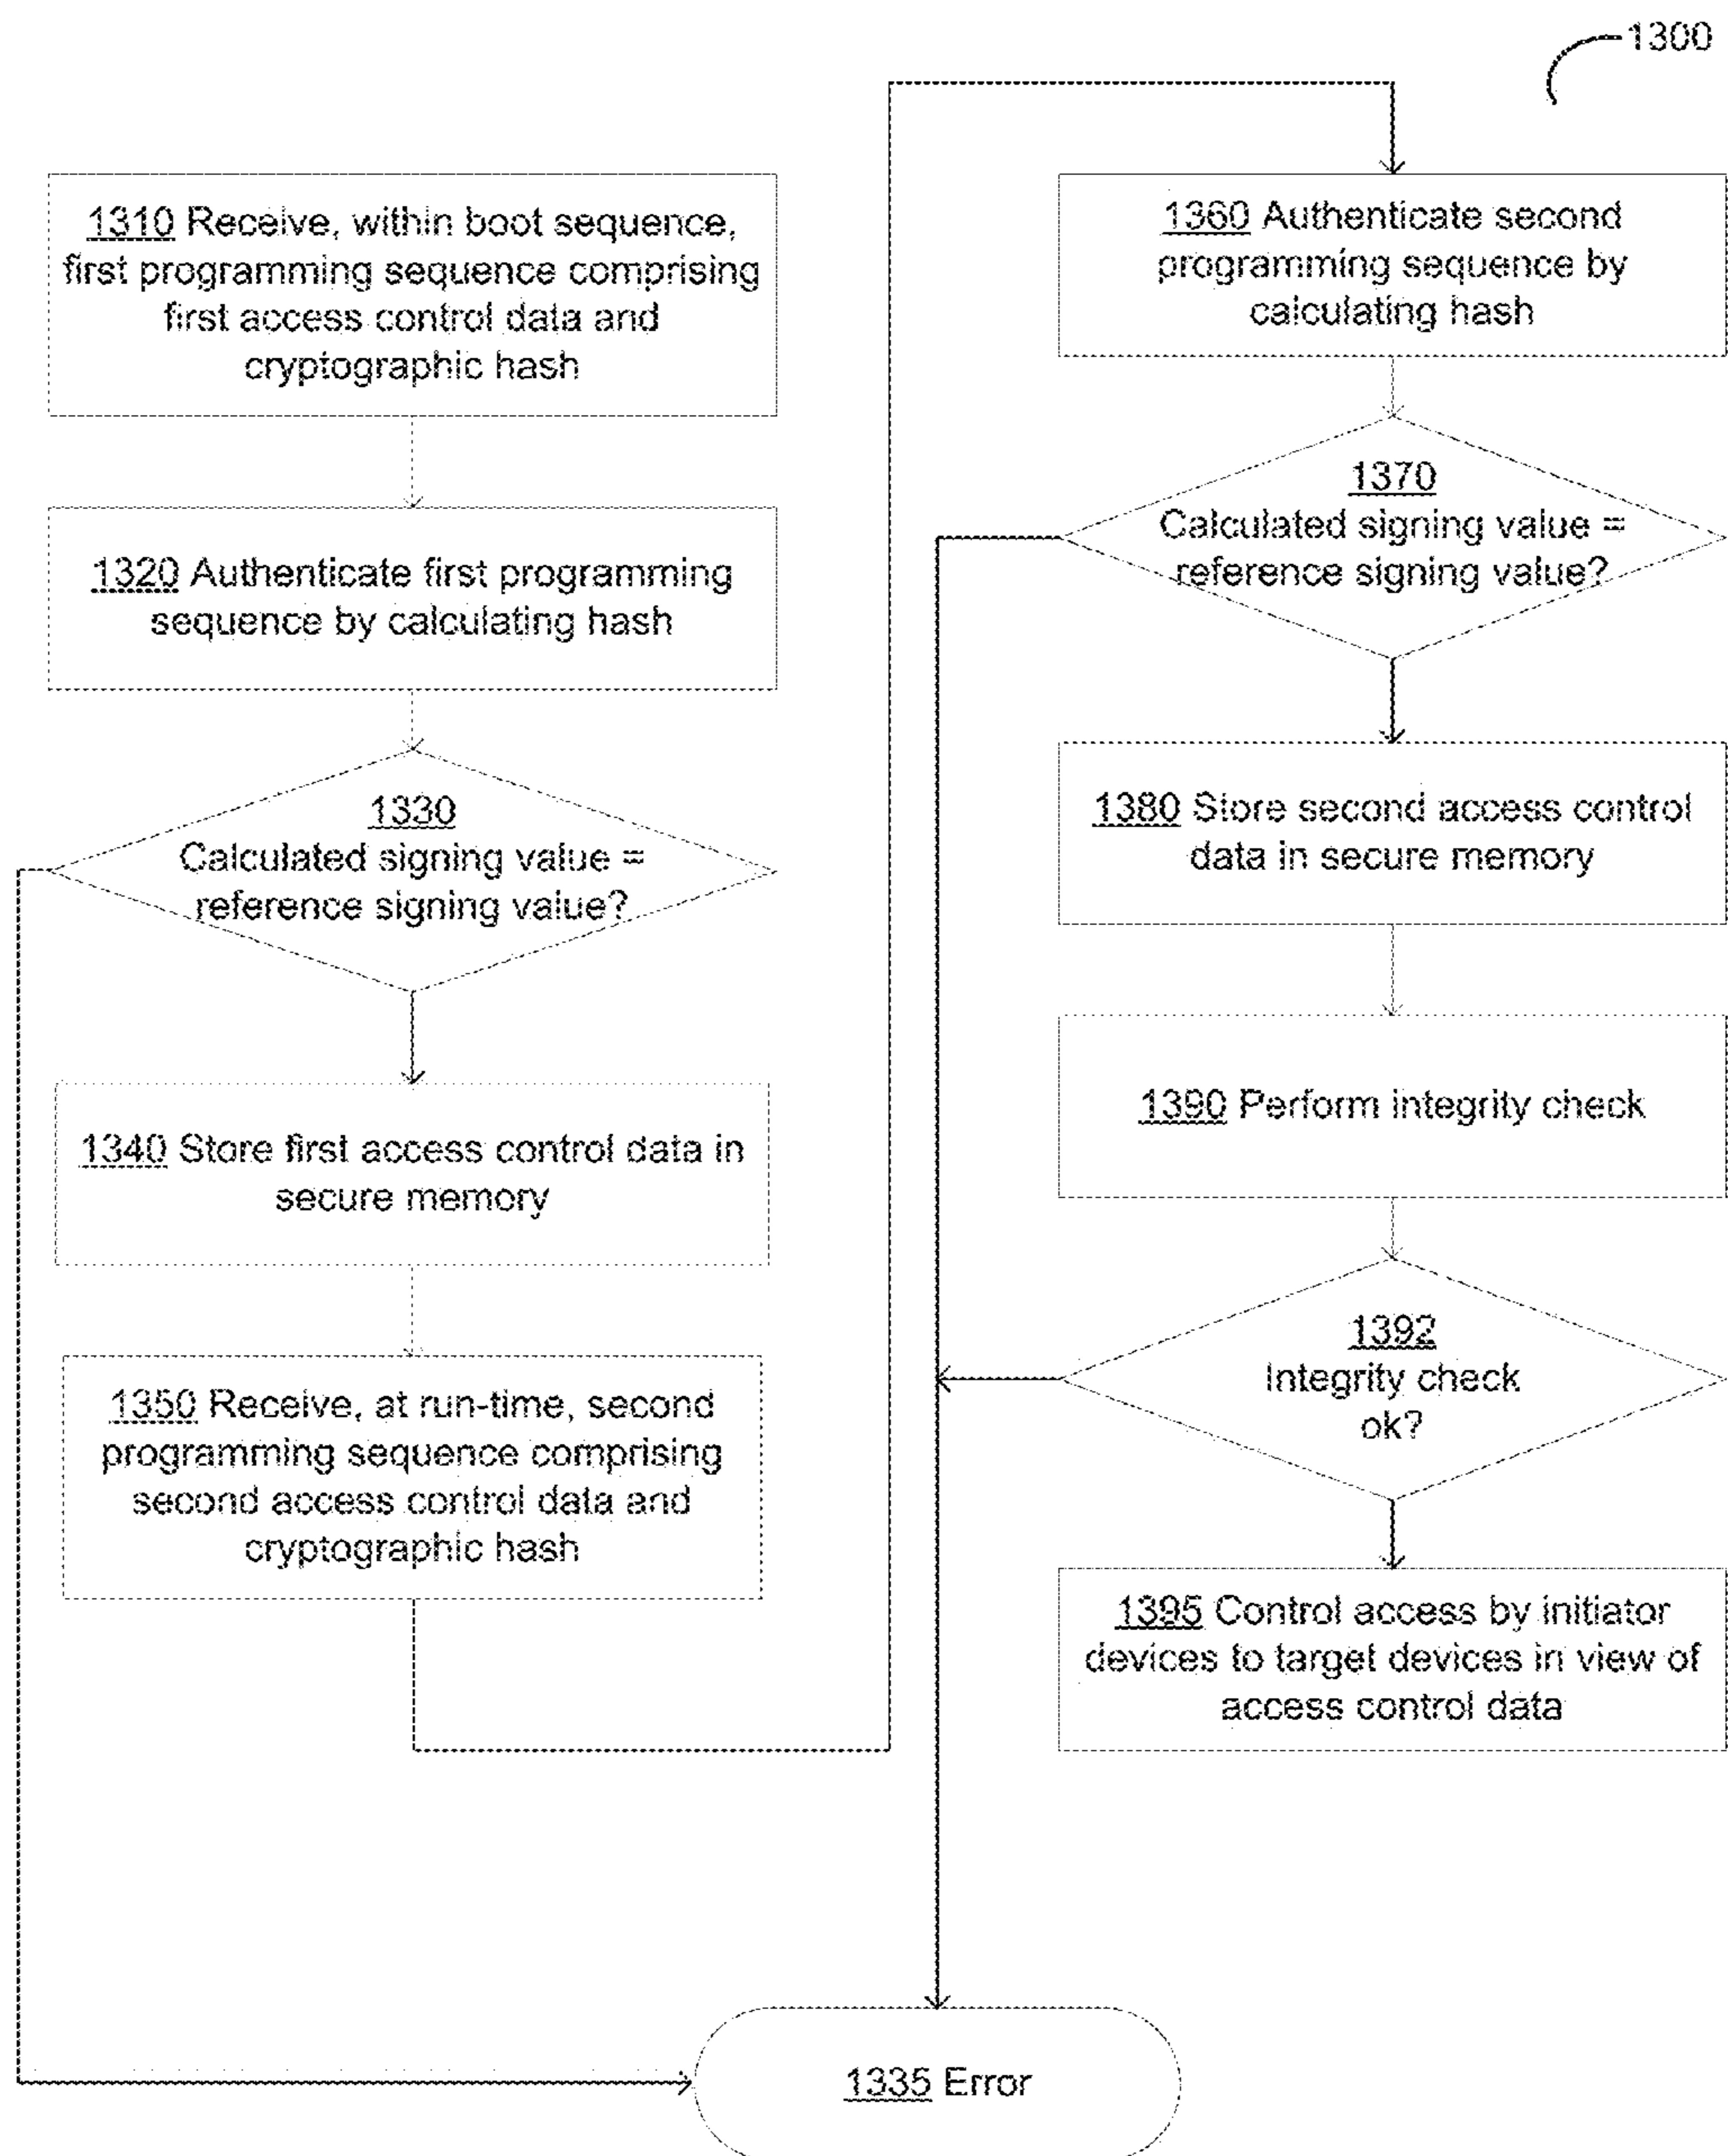 1300
1310 Receive, within boot sequence,
first programming sequence comprising
first access control data and
cryptographic hash
1320 Authenticate first programming
sequence by calculating hash
1330
Calculated signing value =
reference signing value?
1340 Store first access control data in
secure memory
1350 Receive, at run-time, second
programming sequence comprising
second access control data and
cryptographic hash
1360 Authenticate second
programming sequence by
calculating hash
1370
Calculated signing value =
reference signing value?
1380 Store second access control
data in secure memory
1390 Perform integrity check
1392
Integrity check
ok?
1395 Control access by initiator
devices to target devices in view of
access control data
1335 Error